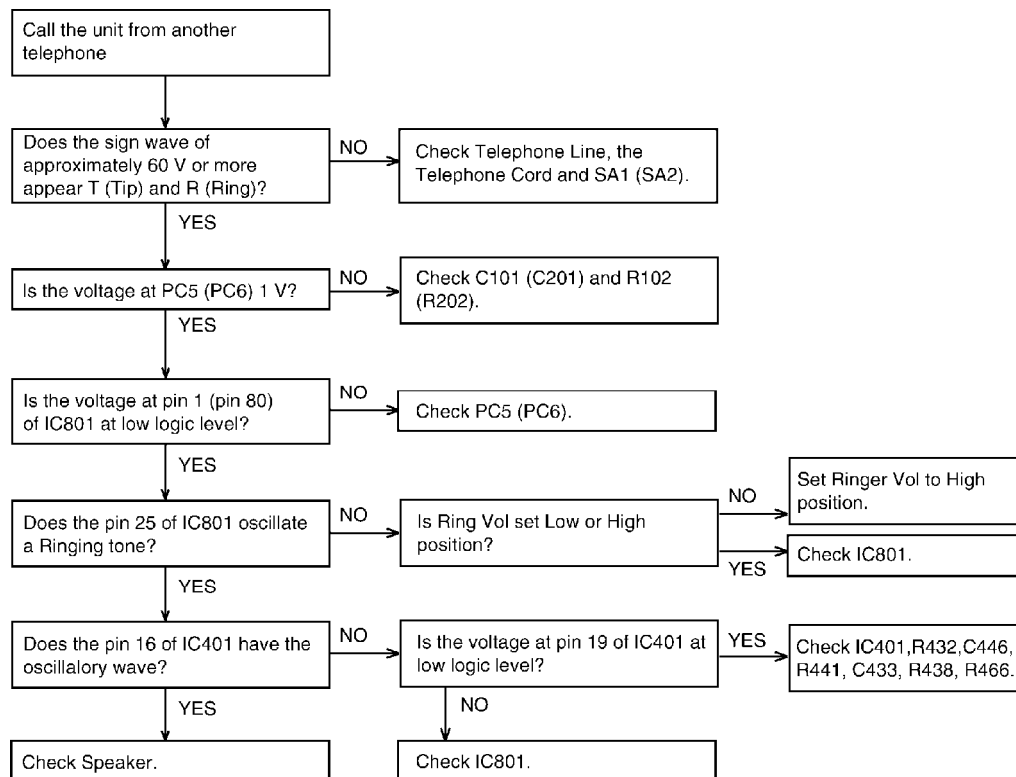 Call the unit from another
telephone
Does the sign wave of
approximately 60 V or more
appear T (Tip) and R (Ring)?
NO
Check Telephone Line, the
Telephone Cord and SA1 (SA2).
YES
Is the voltage at PC5 (PC6) 1 V?
NO
Check C101 (C201) and R102
(R202).
YES
Is the voltage at pin 1 (pin 80)
of IC801 at low logic level?
NO
Check PC5 (PC6).
YES
Does the pin 25 of IC801 oscillate
a Ringing tone?
NO
Is Ring Vol set Low or High
position?
NO
Set Ringer Vol to High
position.
YES
Check IC801.
YES
Does the pin 16 of IC401 have the
oscillalory wave?
NO
Is the voltage at pin 19 of IC401 at
low logic level?
YES
Check IC401,R432,C446,
R441, C433, R438, R466.
YES
NO
Check Speaker.
Check IC801.